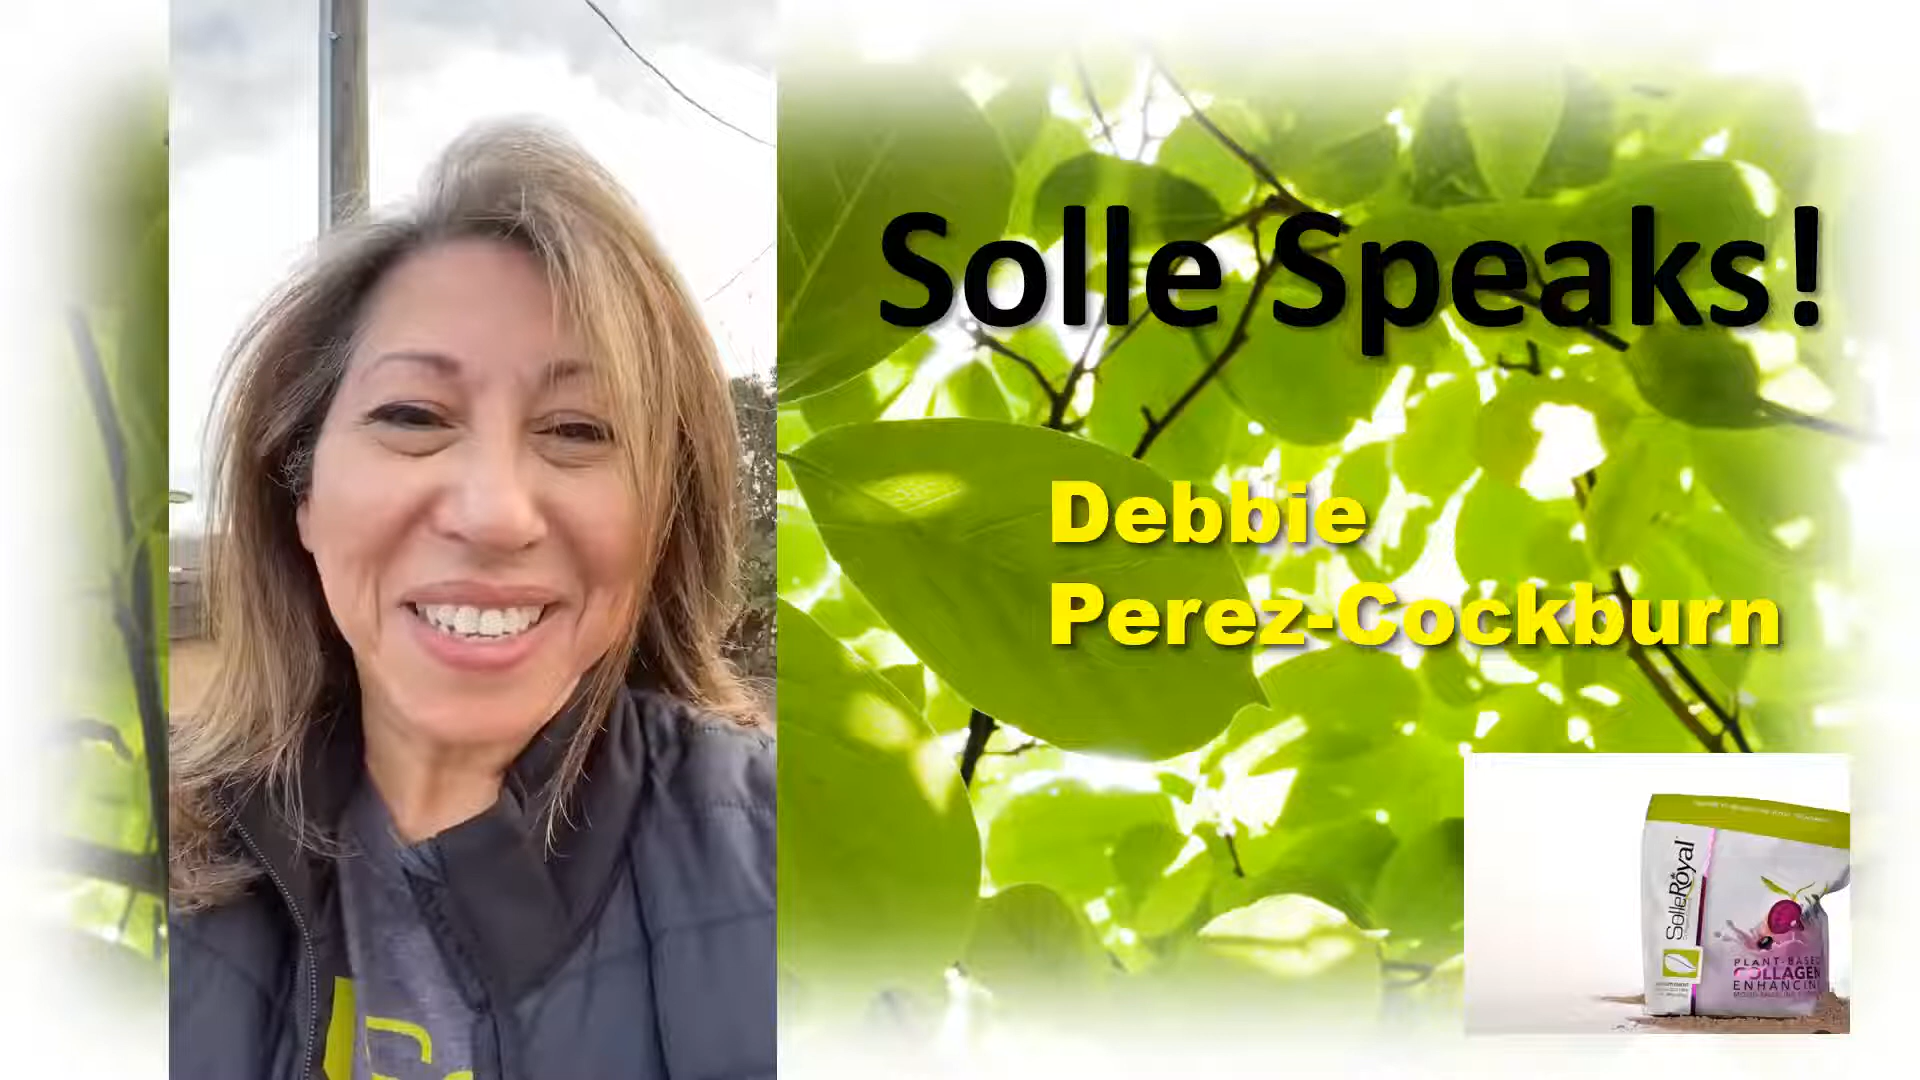 Solle Speaks!
Debbie
Perez-Cockburn
SolleRoyal
PLANT-BASED
COLLAGEN
ENHANCING